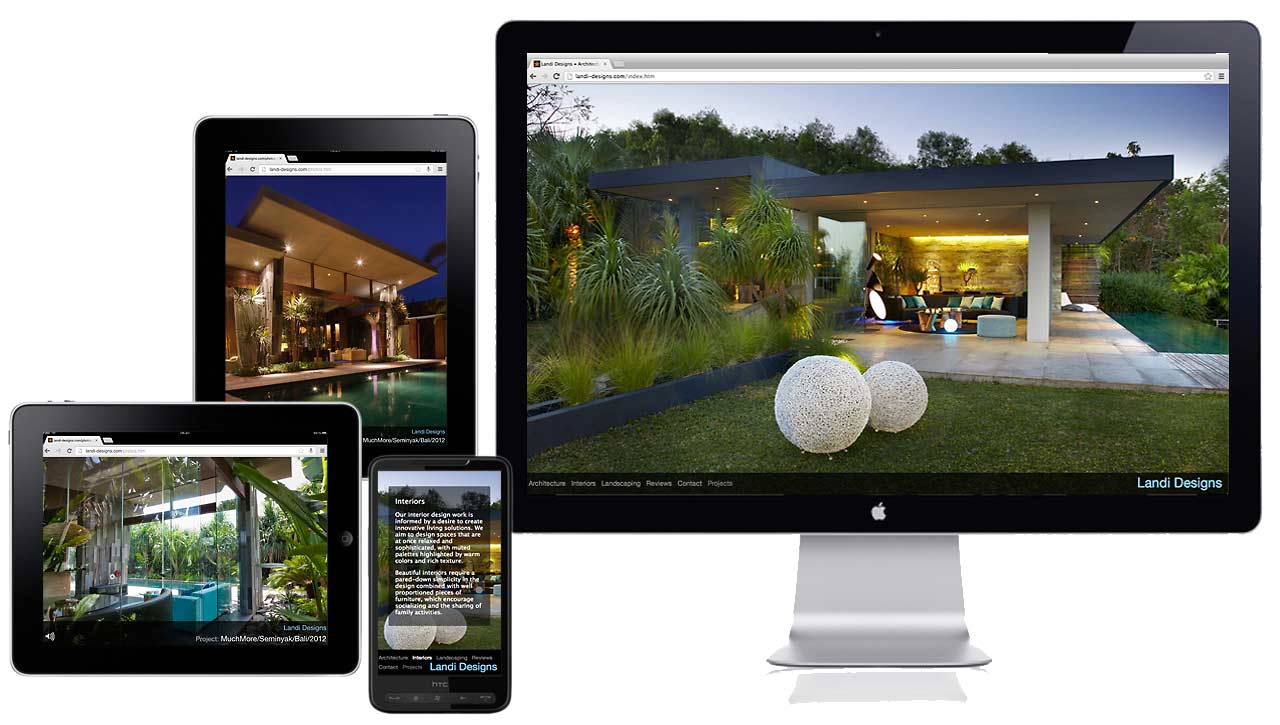 Landi Designs • Architectu
landi-designs.com/index.htm
Architecture Interiors Landscaping Reviews Contact Projects
Landi Designs
landi-designs.com/photos
landi-designs.com/photos.htm
Landi Designs
MuchMore/Seminyak/Bali/2012
landi-designs.com/photos
landi-designs.com/photos.htm
Landi Designs
Project: MuchMore/Seminyak/Bali/2012
Interiors
Our interior design work is
informed by a desire to create
innovative living solutions. We
aim to design spaces that are
at once relaxed and
sophisticated, with muted
palettes highlighted by warm
colors and rich texture.
Beautiful interiors require a
pared-down simplicity in the
design combined with well
proportioned pieces of
furniture, which encourage
socializing and the sharing of
family activities.
Architecture Interiors Landscaping Reviews
Contact Projects
Landi Designs
hTC